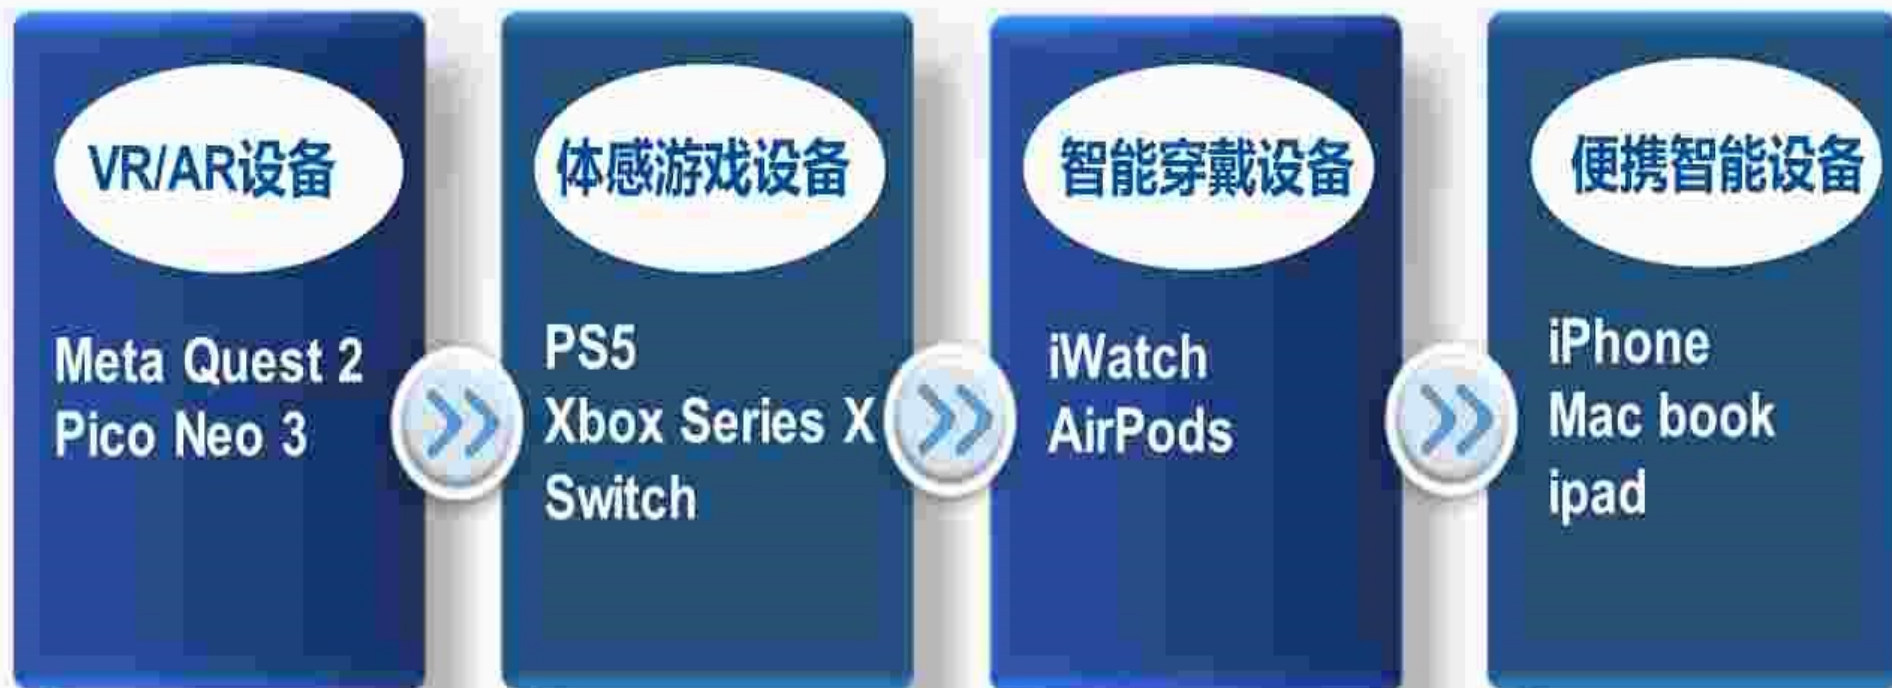 VR/AR设备
Meta Quest 2
Pico Neo 3
体感游戏设备
PS5
Xbox Series X
Switch
智能穿戴设备
iWatch
AirPods
便携智能设备
iPhone
Mac book
ipad